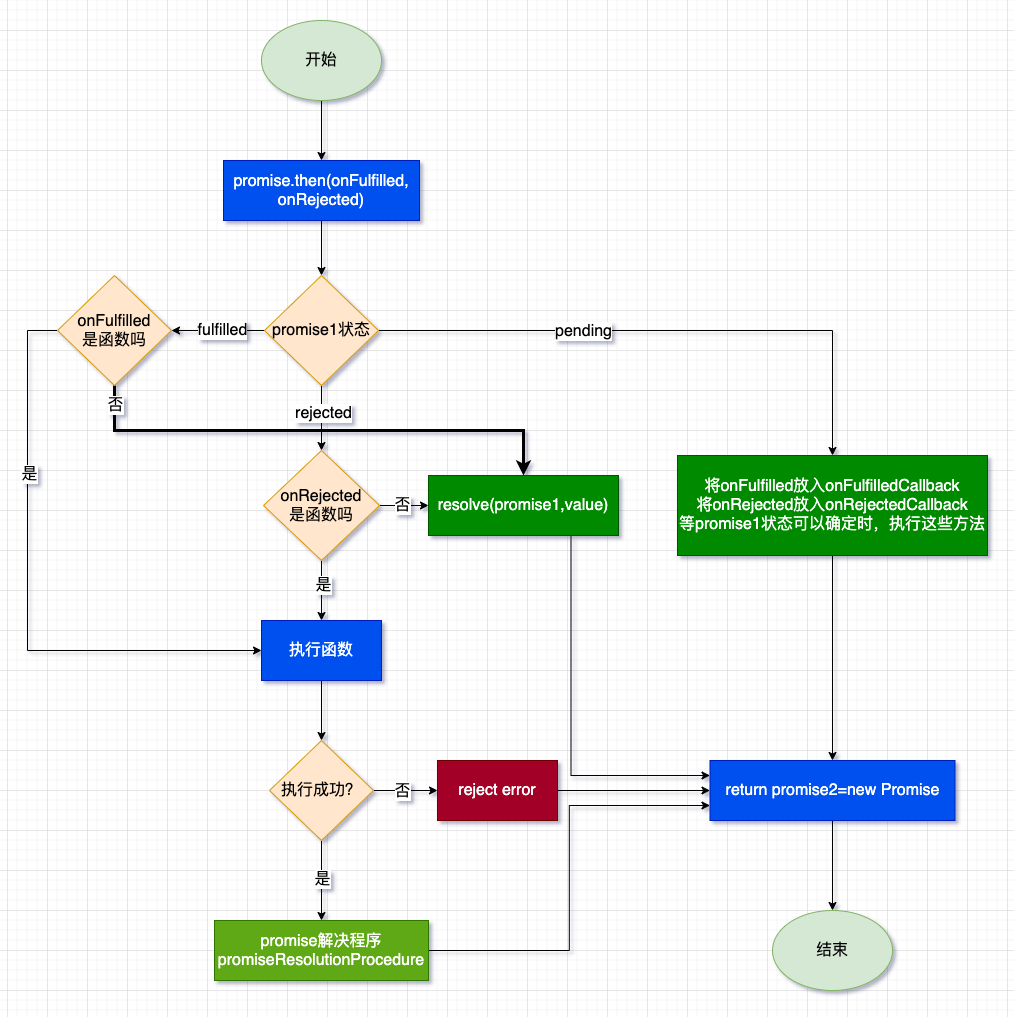 开始
promise.then(onFulfilled,
onRejected)
onFulfilled
是函数吗
fulfilled
promise1状态
pending
否
rejected
是
onRejected
是函数吗
否
resolve(promise1,value)
将onFulfilled放入onFulfilledCallback
将onRejected放入onRejectedCallback
等promise1状态可以确定时，执行这些方法
是
执行函数
执行成功?
否
reject error
return promise2=new Promise
是
promise解决程序
promiseResolutionProcedure
结束